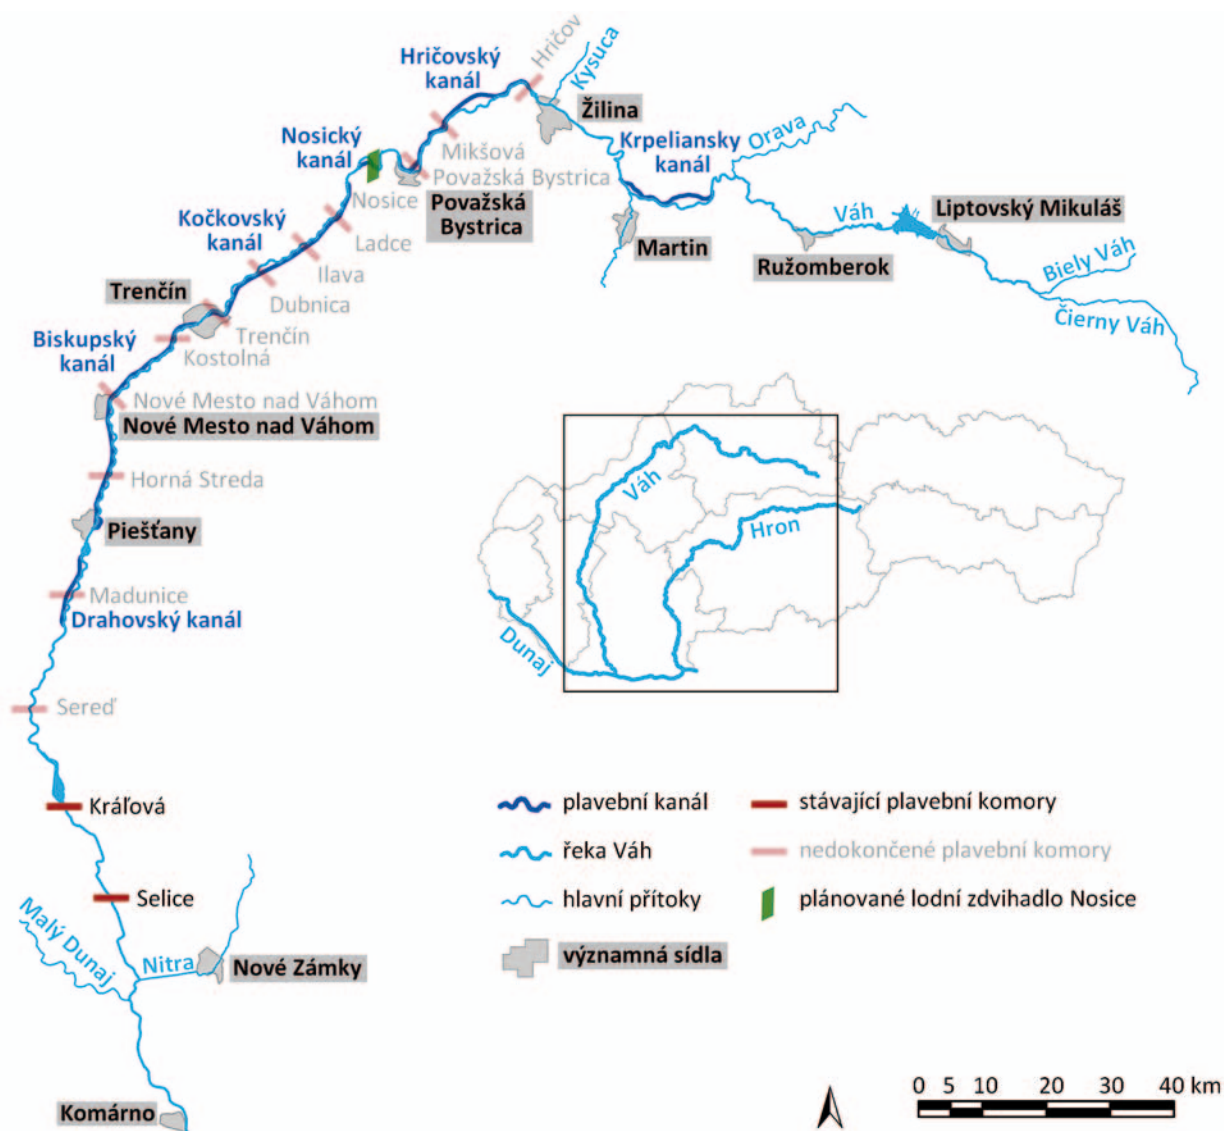 Hričov
Kysuca
Hričovský
kanál
Žilina
Orava
Nosický
kanál
Mikšová
Krpeliansky
kanál
Považská Bystrica
Nosice
Považská
Bystrica
Váh
Liptovský Mikuláš
Kočkovský
kanál
Ladce
Martin
Ružomberok
Biely Váh
Ilava
Trenčín
Dubnica
Čierny Váh
Trenčín
Biskupský
kanál
Kostolná
Nové Mesto nad Váhom
Nové Mesto nad Váhom
Horná Streda
Váh
Piešťany
Hron
Madunice
Drahovský kanál
Dunaj
Sereď
Kráľová
plavební kanál
stávající plavební komory
řeka Váh
nedokončené plavební komory
Selice
hlavní přítoky
plánované lodní zdvihadlo Nosice
Malý Dunaj
Nitra
Nové Zámky
významná sídla
Komárno
0 5 10 20 30 40 km